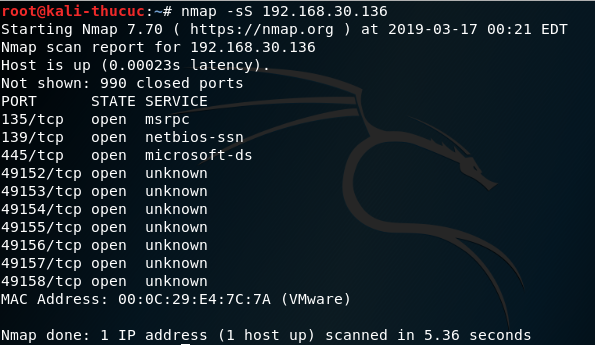 root@kali-thucuc:~# nmap -sS 192.168.30.136
Starting Nmap 7.70 ( https://nmap.org ) at 2019-03-17 00:21 EDT
Nmap scan report for 192.168.30.136
Host is up (0.00023s latency).
Not shown: 990 closed ports
PORT      STATE SERVICE
135/tcp   open  msrpc
139/tcp   open  netbios-ssn
445/tcp   open  microsoft-ds
49152/tcp open  unknown
49153/tcp open  unknown
49154/tcp open  unknown
49155/tcp open  unknown
49156/tcp open  unknown
49157/tcp open  unknown
49158/tcp open  unknown
MAC Address: 00:0C:29:E4:7C:7A (VMware)
Nmap done: 1 IP address (1 host up) scanned in 5.36 seconds